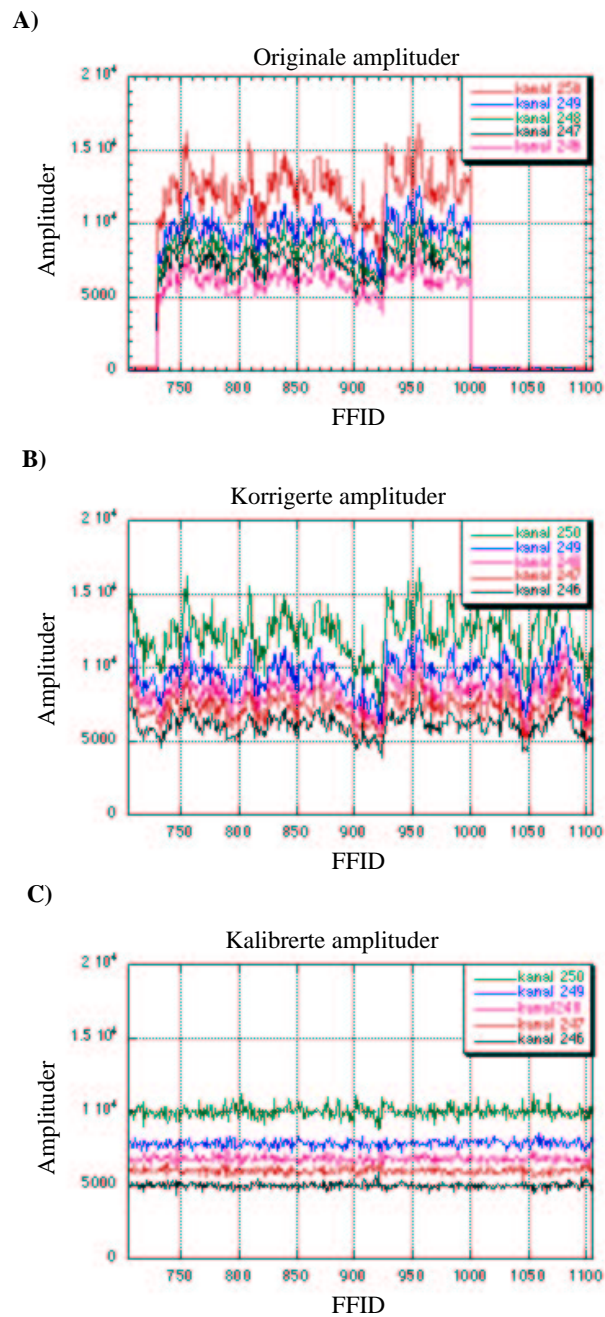 A)
Originale amplituder
2 10⁴
1.5 10⁴
1 10⁴
5000
0
Amplituder
kanal 250
kanal 249
kanal 248
kanal 247
kanal 246
750 800 850 900 950 1000 1050 1100
FFID
B)
Korrigerte amplituder
2 10⁴
1.5 10⁴
1 10⁴
5000
0
Amplituder
kanal 250
kanal 249
kanal 248
kanal 247
kanal 246
750 800 850 900 950 1000 1050 1100
FFID
C)
Kalibrerte amplituder
2 10⁴
1.5 10⁴
1 10⁴
5000
0
Amplituder
kanal 250
kanal 249
kanal248
kanal 247
kanal 246
750 800 850 900 950 1000 1050 1100
FFID